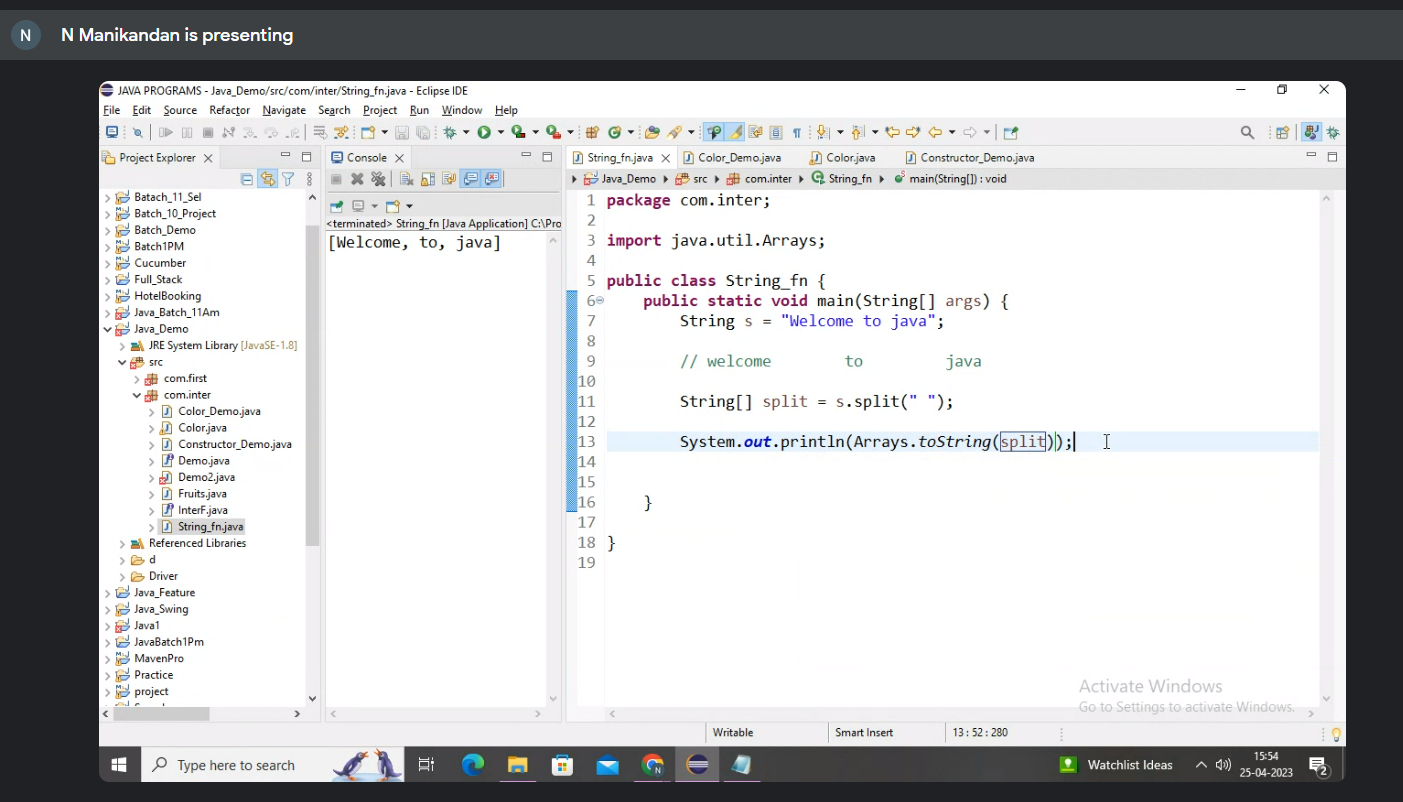 N
N Manikandan is presenting
JAVA PROGRAMS - Java_Demo/src/com/inter/String_fn.java - Eclipse IDE
File Edit Source Refactor Navigate Search Project Run Window Help
Project Explorer
Batach_11_Sel
Batch_10_Project
Batch_Demo
Batch1PM
Cucumber
Full_Stack
HotelBooking
Java_Batch_11Am
Java_Demo
JRE System Library [JavaSE-1.8]
src
com.first
com.inter
Color_Demo.java
Color.java
Constructor_Demo.java
Demo.java
Demo2.java
Fruits.java
InterF.java
String_fn.java
Referenced Libraries
d
Driver
Java_Feature
Java_Swing
Java1
JavaBatch1Pm
MavenPro
Practice
project
Console
<terminated> String_fn [Java Application] C:\Pro
[Welcome, to, java]
String_fn.java Color_Demo.java Color.java Constructor_Demo.java
Java_Demo src com.inter String_fn main(String[]) : void
1 package com.inter;
2
3 import java.util.Arrays;
4
5 public class String_fn {
6 public static void main(String[] args) {
7 String s = "Welcome to java";
8
9 // welcome to java
10
11 String[] split = s.split(" ");
12
13 System.out.println(Arrays.toString(split));
14
15
16 }
17
18 }
19
Activate Windows
Go to Settings to activate Windows.
Writable Smart Insert 13 : 52 : 280
Type here to search
N
Watchlist Ideas
15:54
25-04-2023
2